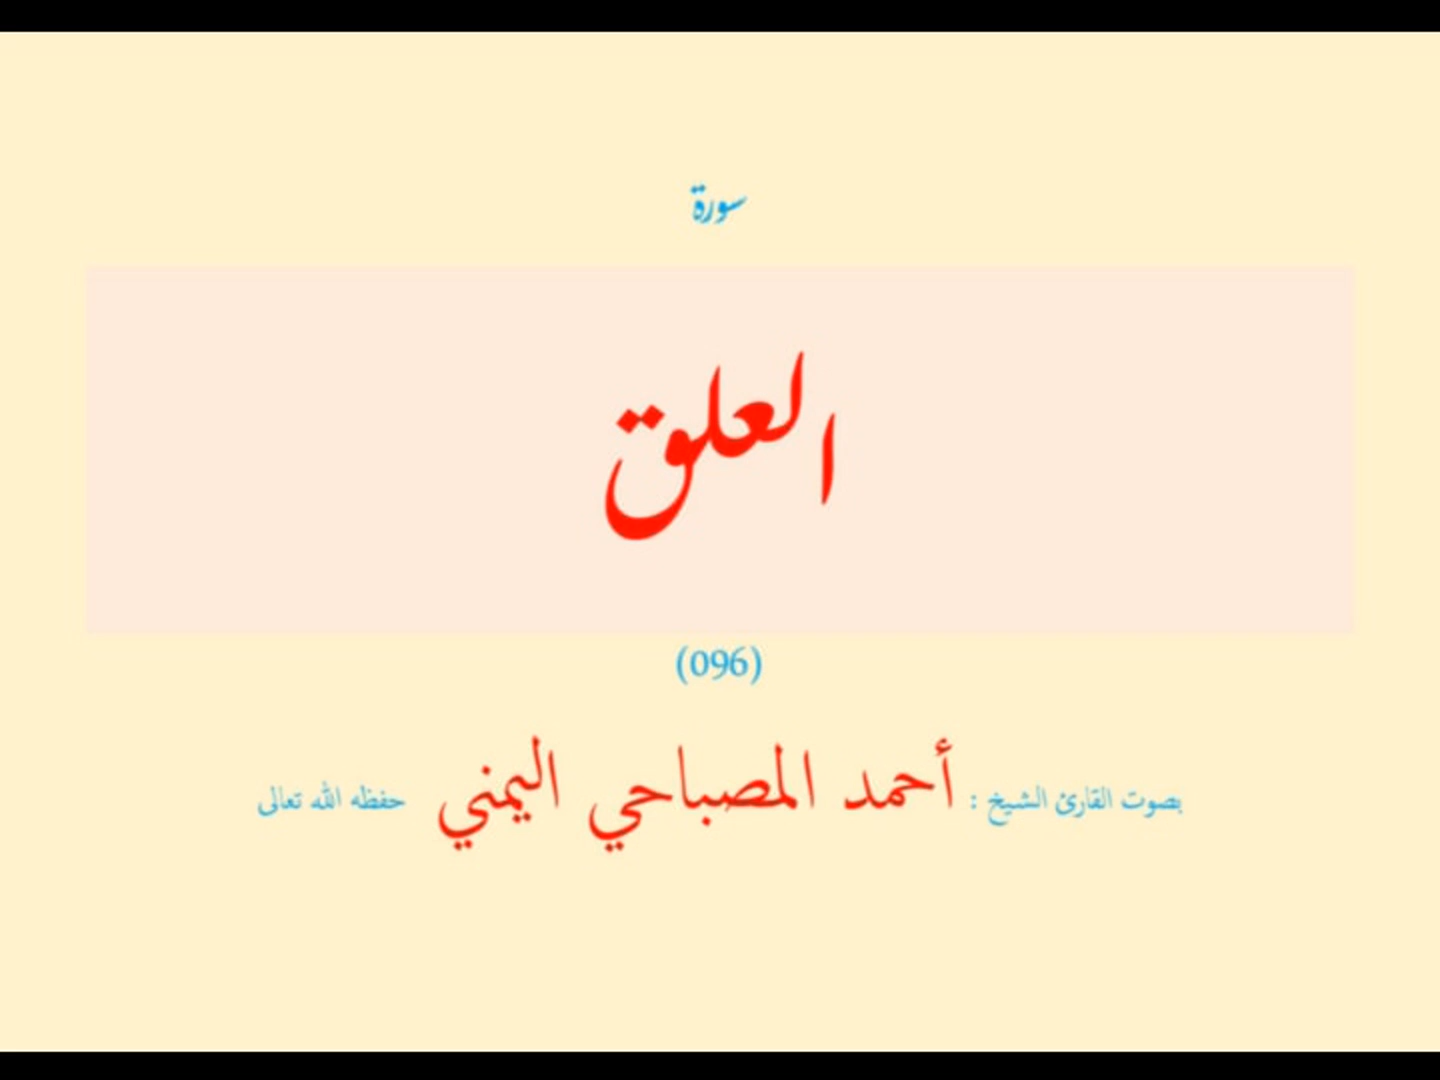 سورة
العلق
(096)
بصوت القارئ الشيخ : أحمد المصباحي اليمني حفظه الله تعالى